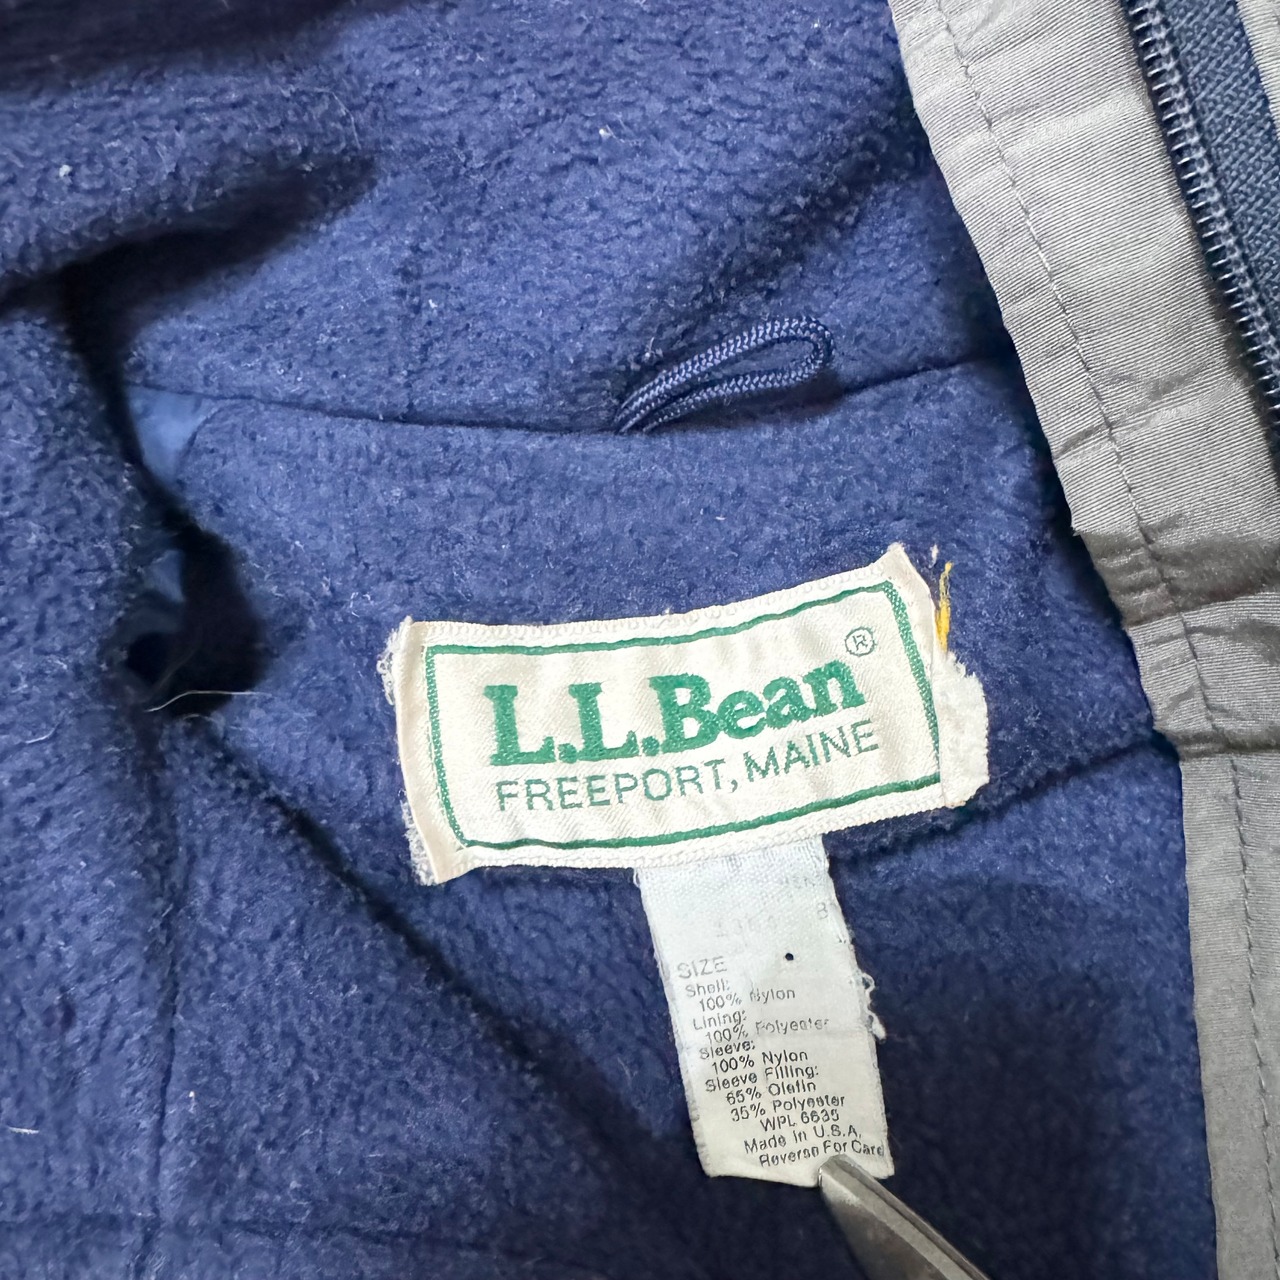 L.L.Bean ®
FREEPORT, MAINE
SIZE
Shell:
100% Nylon
Lining:
100% Polyester
Sleeve:
100% Nylon
Sleeve Filling:
65% Olefin
35% Polyester
WPL 6635
Made in U.S.A.
Reverse For Care